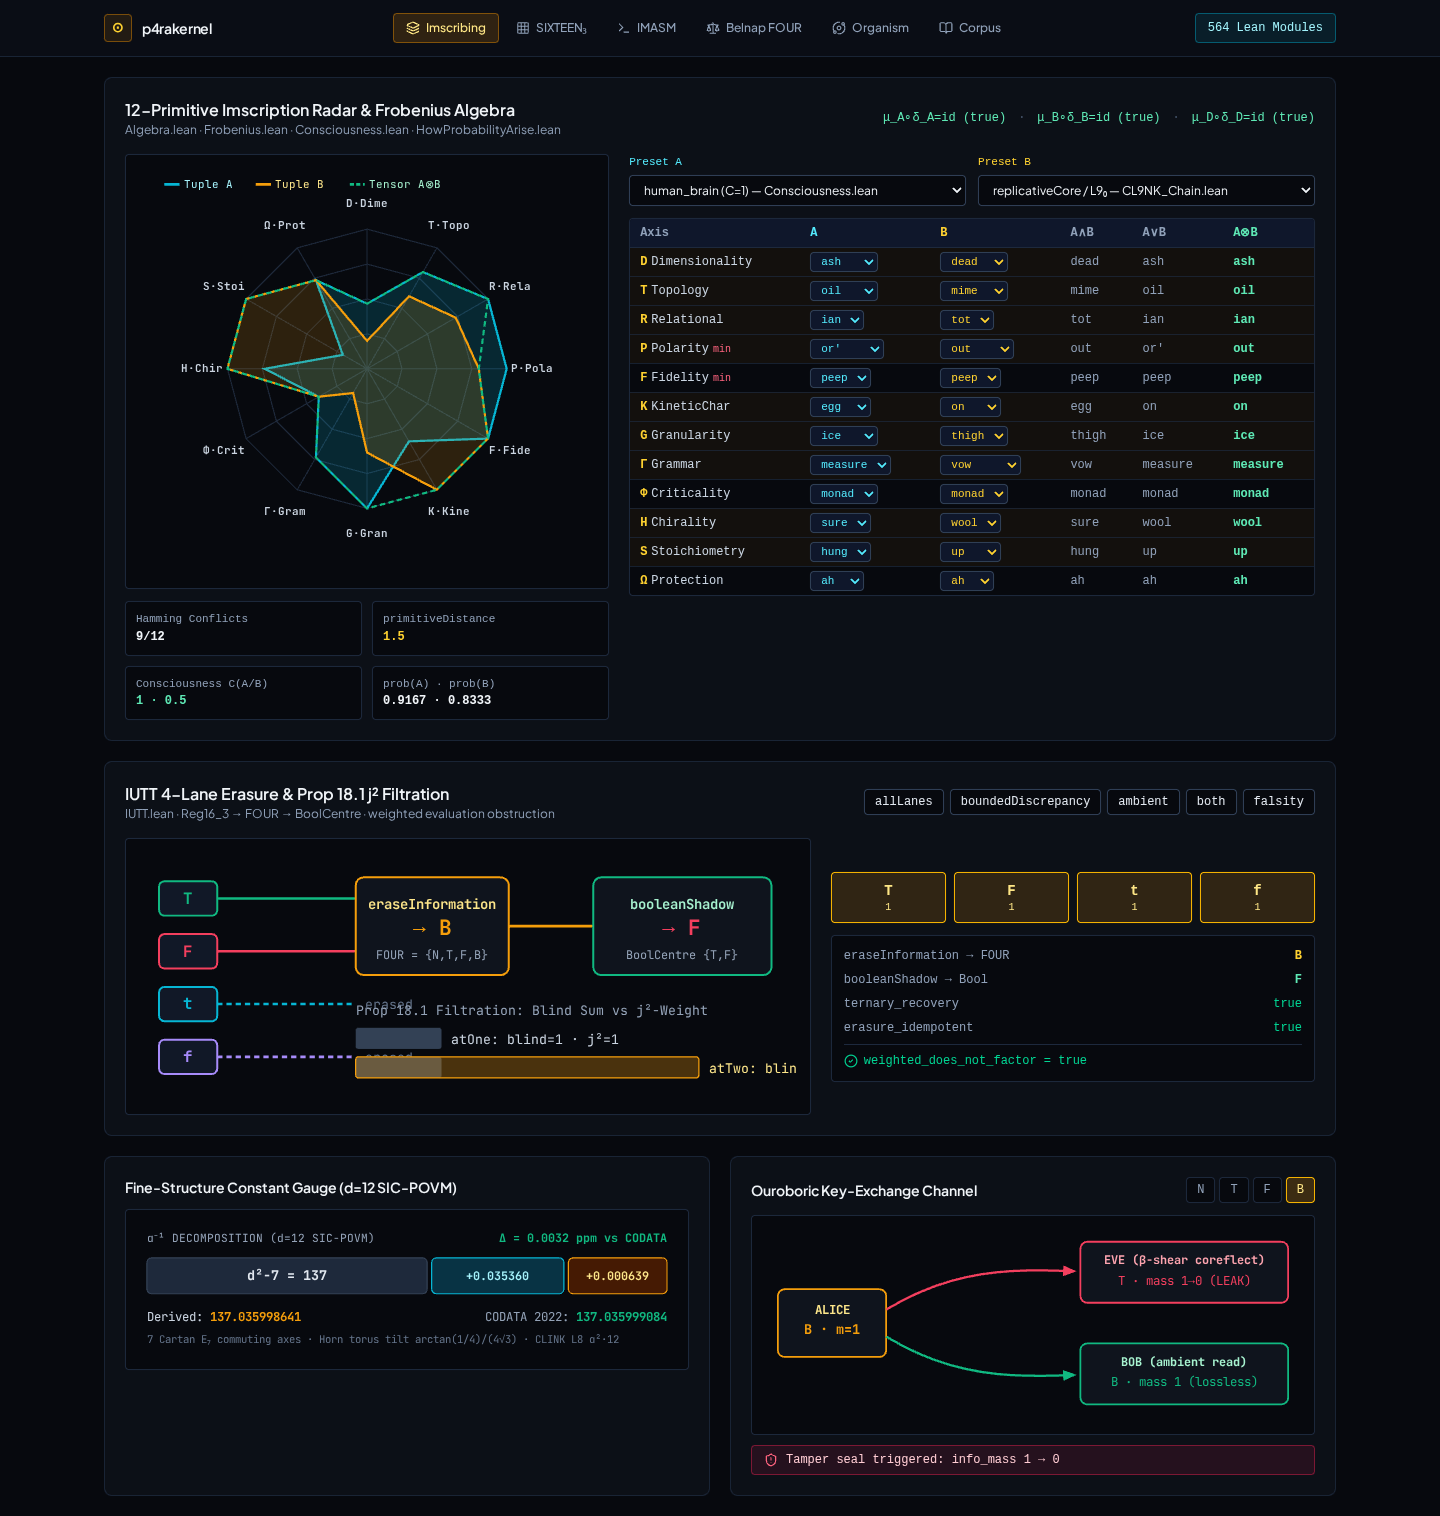 ⊙ p4rakernel Imscribing SIXTEEN₃ IMASM Belnap FOUR Organism Corpus 564 Lean Modules
12–Primitive Imscription Radar & Frobenius Algebra
Algebra.lean · Frobenius.lean · Consciousness.lean · HowProbabilityArise.lean
μ_A∘δ_A=id (true) · μ_B∘δ_B=id (true) · μ_D∘δ_D=id (true)
Tuple A Tuple B Tensor A⊗B
D·Dime
Ω·Prot T·Topo
S·Stoi R·Rela
H·Chir P·Pola
Φ·Crit F·Fide
Γ·Gram K·Kine
G·Gran
Hamming Conflicts
9/12
primitiveDistance
1.5
Consciousness C(A/B)
1 · 0.5
prob(A) · prob(B)
0.9167 · 0.8333
Preset A
human_brain (C=1) — Consciousness.lean
Preset B
replicativeCore / L9₀ — CL9NK_Chain.lean
Axis A B A∧B A∨B A⊗B
D Dimensionality ash dead dead ash ash
T Topology oil mime mime oil oil
R Relational ian tot tot ian ian
P Polarity min or' out out or' out
F Fidelity min peep peep peep peep peep
K KineticChar egg on egg on on
G Granularity ice thigh thigh ice ice
Γ Grammar measure vow vow measure measure
Φ Criticality monad monad monad monad monad
H Chirality sure wool sure wool wool
S Stoichiometry hung up hung up up
Ω Protection ah ah ah ah ah
IUTT 4–Lane Erasure & Prop 18.1 j² Filtration
IUTT.lean · Reg16_3 → FOUR → BoolCentre · weighted evaluation obstruction
allLanes boundedDiscrepancy ambient both falsity
T
F
t
f
eraseInformation
→ B
FOUR = {N,T,F,B}
booleanShadow
→ F
BoolCentre {T,F}
erased
Prop 18.1 Filtration: Blind Sum vs j²-Weight
atOne: blind=1 · j²=1
erased
atTwo: blin
T F t f
1 1 1 1
eraseInformation → FOUR B
booleanShadow → Bool F
ternary_recovery true
erasure_idempotent true
weighted_does_not_factor = true
Fine–Structure Constant Gauge (d=12 SIC–POVM)
α⁻¹ DECOMPOSITION (d=12 SIC-POVM) Δ = 0.0032 ppm vs CODATA
d²-7 = 137 +0.035360 +0.000639
Derived: 137.035998641 CODATA 2022: 137.035999084
7 Cartan E₇ commuting axes · Horn torus tilt arctan(1/4)/(4√3) · CLINK L8 α²·12
Ouroboric Key–Exchange Channel
N T F B
ALICE
B · m=1
EVE (β-shear coreflect)
T · mass 1→0 (LEAK)
BOB (ambient read)
B · mass 1 (lossless)
Tamper seal triggered: info_mass 1 → 0